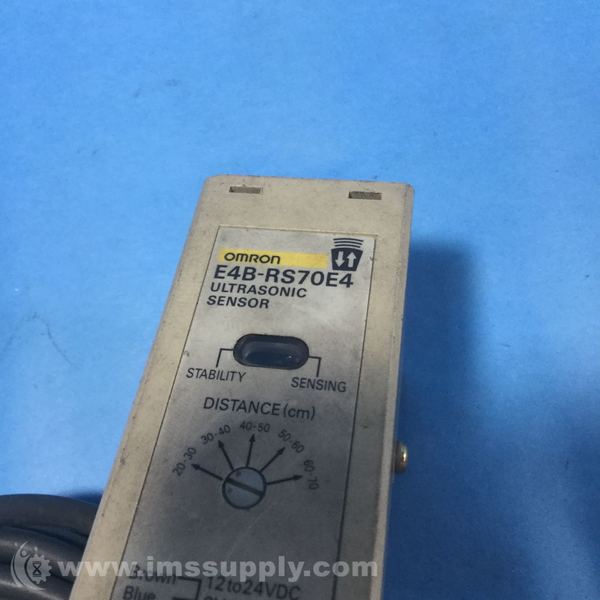 OMRON
E4B-RS70E4
ULTRASONIC
SENSOR
STABILITY SENSING
DISTANCE (cm)
20-30 30-40 40-50 50-60 60-70
Brown 12to24VDC
Blue
www.imssupply.com